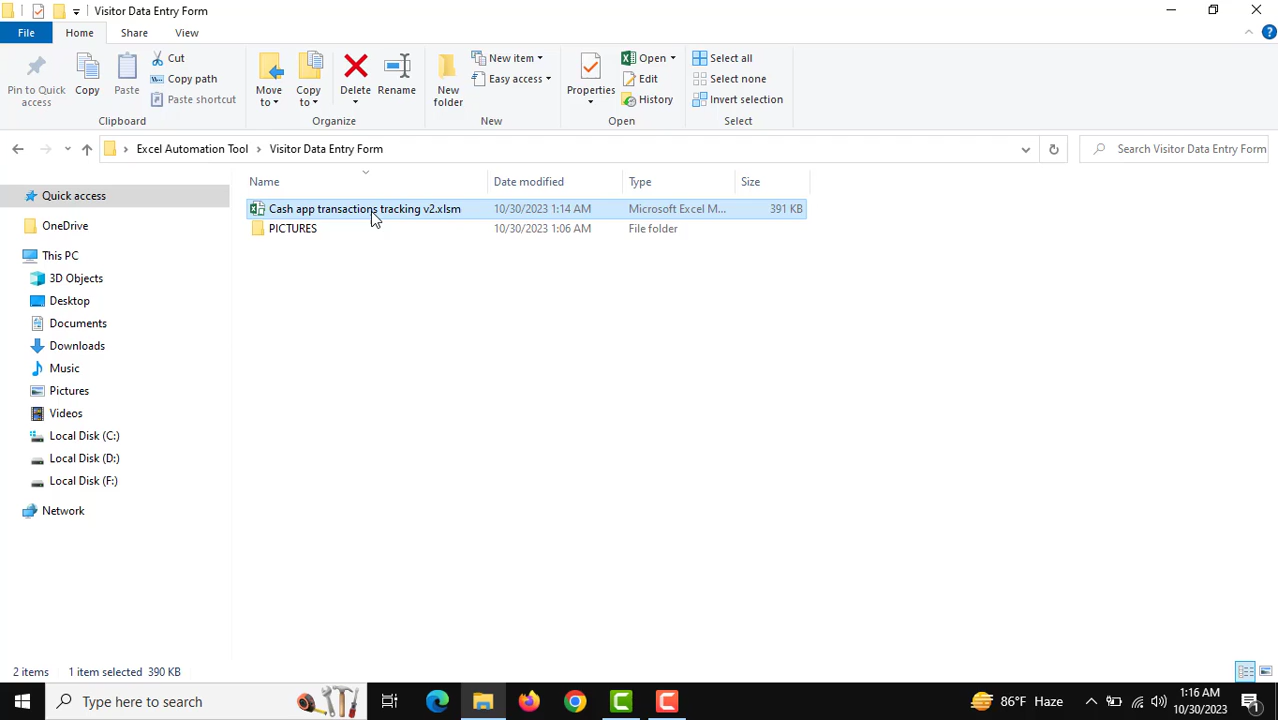 Visitor Data Entry Form
File Home Share View
Pin to Quick access
Copy
Paste
Cut
Copy path
Paste shortcut
Move to
Copy to
Delete
Rename
New folder
New item
Easy access
Properties
Open
Edit
History
Select all
Select none
Invert selection
Clipboard Organize New Open Select
Excel Automation Tool Visitor Data Entry Form Search Visitor Data Entry Form
Name Date modified Type Size
Cash app transactions tracking v2.xlsm 10/30/2023 1:14 AM Microsoft Excel M... 391 KB
PICTURES 10/30/2023 1:06 AM File folder
Quick access
OneDrive
This PC
3D Objects
Desktop
Documents
Downloads
Music
Pictures
Videos
Local Disk (C:)
Local Disk (D:)
Local Disk (F:)
Network
2 items 1 item selected 390 KB
Type here to search 86°F Haze 1:16 AM
10/30/2023 1